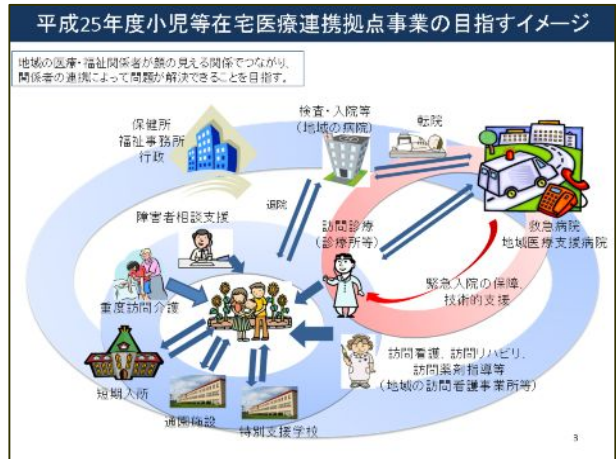 平成25年度小児等在宅医療連携拠点事業の目指すイメージ
地域の医療・福祉関係者が顔の見える関係でつながり、
関係者の連携によって問題が解決できることを目指す。
保健所
福祉事務所
行政
検査・入院等
(地域の病院)
転院
救急病院
地域医療支援病院
障害者相談支援
退院
訪問診療
(診療所等)
緊急入院の保障、
技術的支援
重度訪問介護
訪問看護、訪問リハビリ、
訪問薬剤指導等
(地域の訪問看護事業所等)
短期入所
通園施設
特別支援学校
3